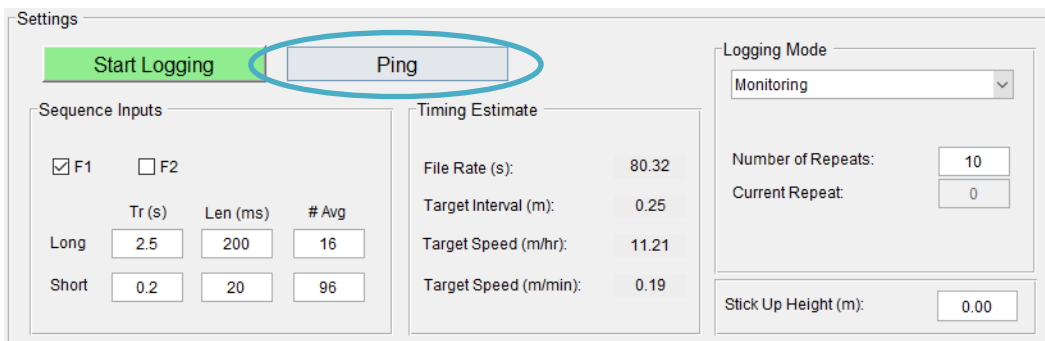 Settings
Start Logging
Ping
Sequence Inputs
F1 F2
Tr (s) Len (ms) # Avg
Long 2.5 200 16
Short 0.2 20 96
Timing Estimate
File Rate (s): 80.32
Target Interval (m): 0.25
Target Speed (m/hr): 11.21
Target Speed (m/min): 0.19
Logging Mode
Monitoring
Number of Repeats: 10
Current Repeat: 0
Stick Up Height (m): 0.00